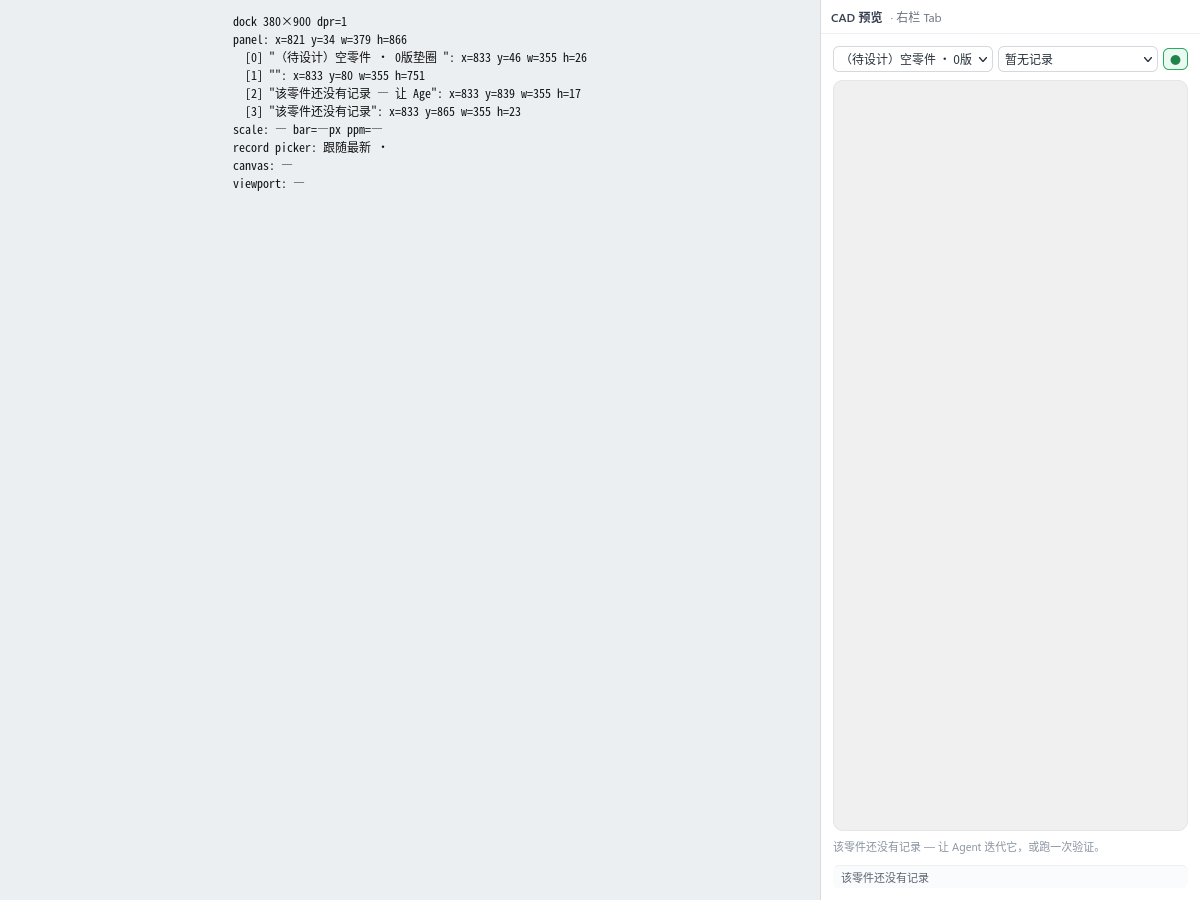 dock 380×900 dpr=1
panel: x=821 y=34 w=379 h=866
[0] "（待设计）空零件 · 0版垫圈 ": x=833 y=46 w=355 h=26
[1] "": x=833 y=80 w=355 h=751
[2] "该零件还没有记录 — 让 Age": x=833 y=839 w=355 h=17
[3] "该零件还没有记录": x=833 y=865 w=355 h=23
scale: — bar=—px ppm=—
record picker: 跟随最新 ·
canvas: —
viewport: —
CAD 预览 · 右栏 Tab
（待设计）空零件 · 0版
暂无记录
该零件还没有记录 — 让 Agent 迭代它，或跑一次验证。
该零件还没有记录